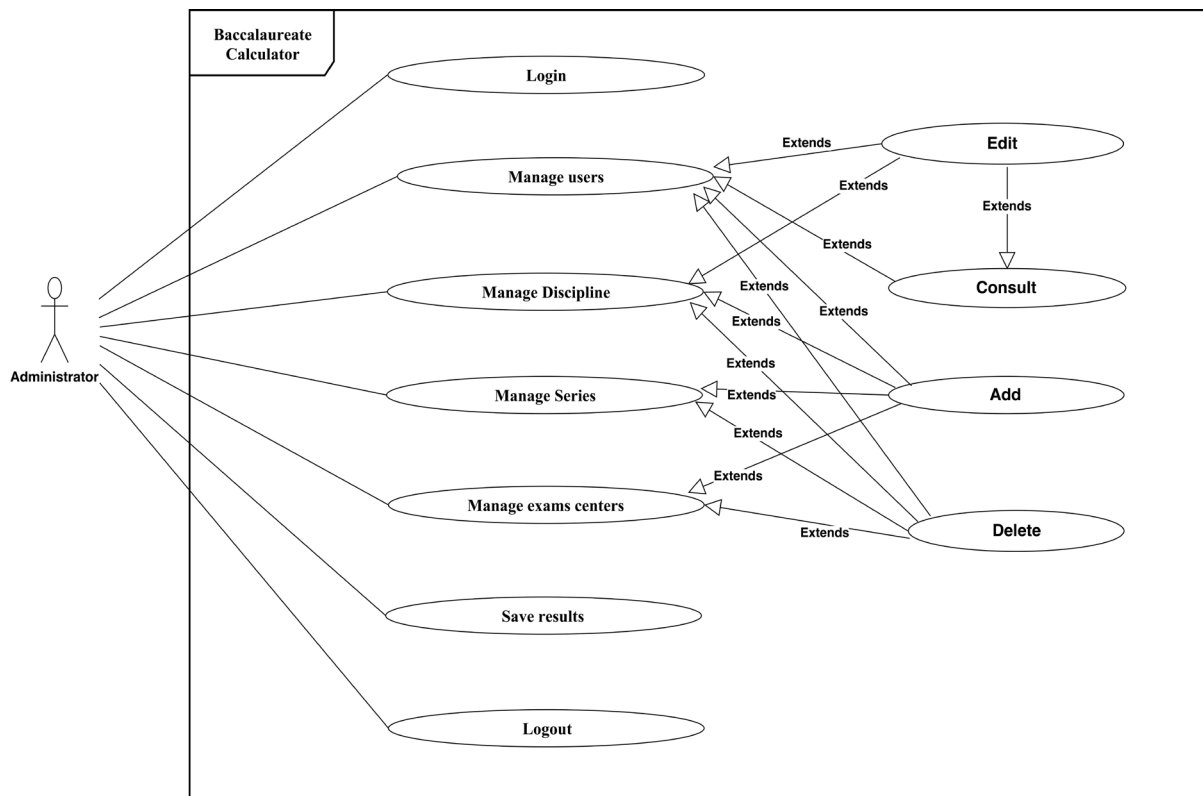 Baccalaureate
Calculator
Login
Edit
Extends
Manage users
Extends
Extends
Extends
Consult
Extends
Manage Discipline
Extends
Extends
Extends
Extends
Administrator
Manage Series
Extends
Add
Extends
Extends
Manage exams centers
Extends
Delete
Save results
Logout